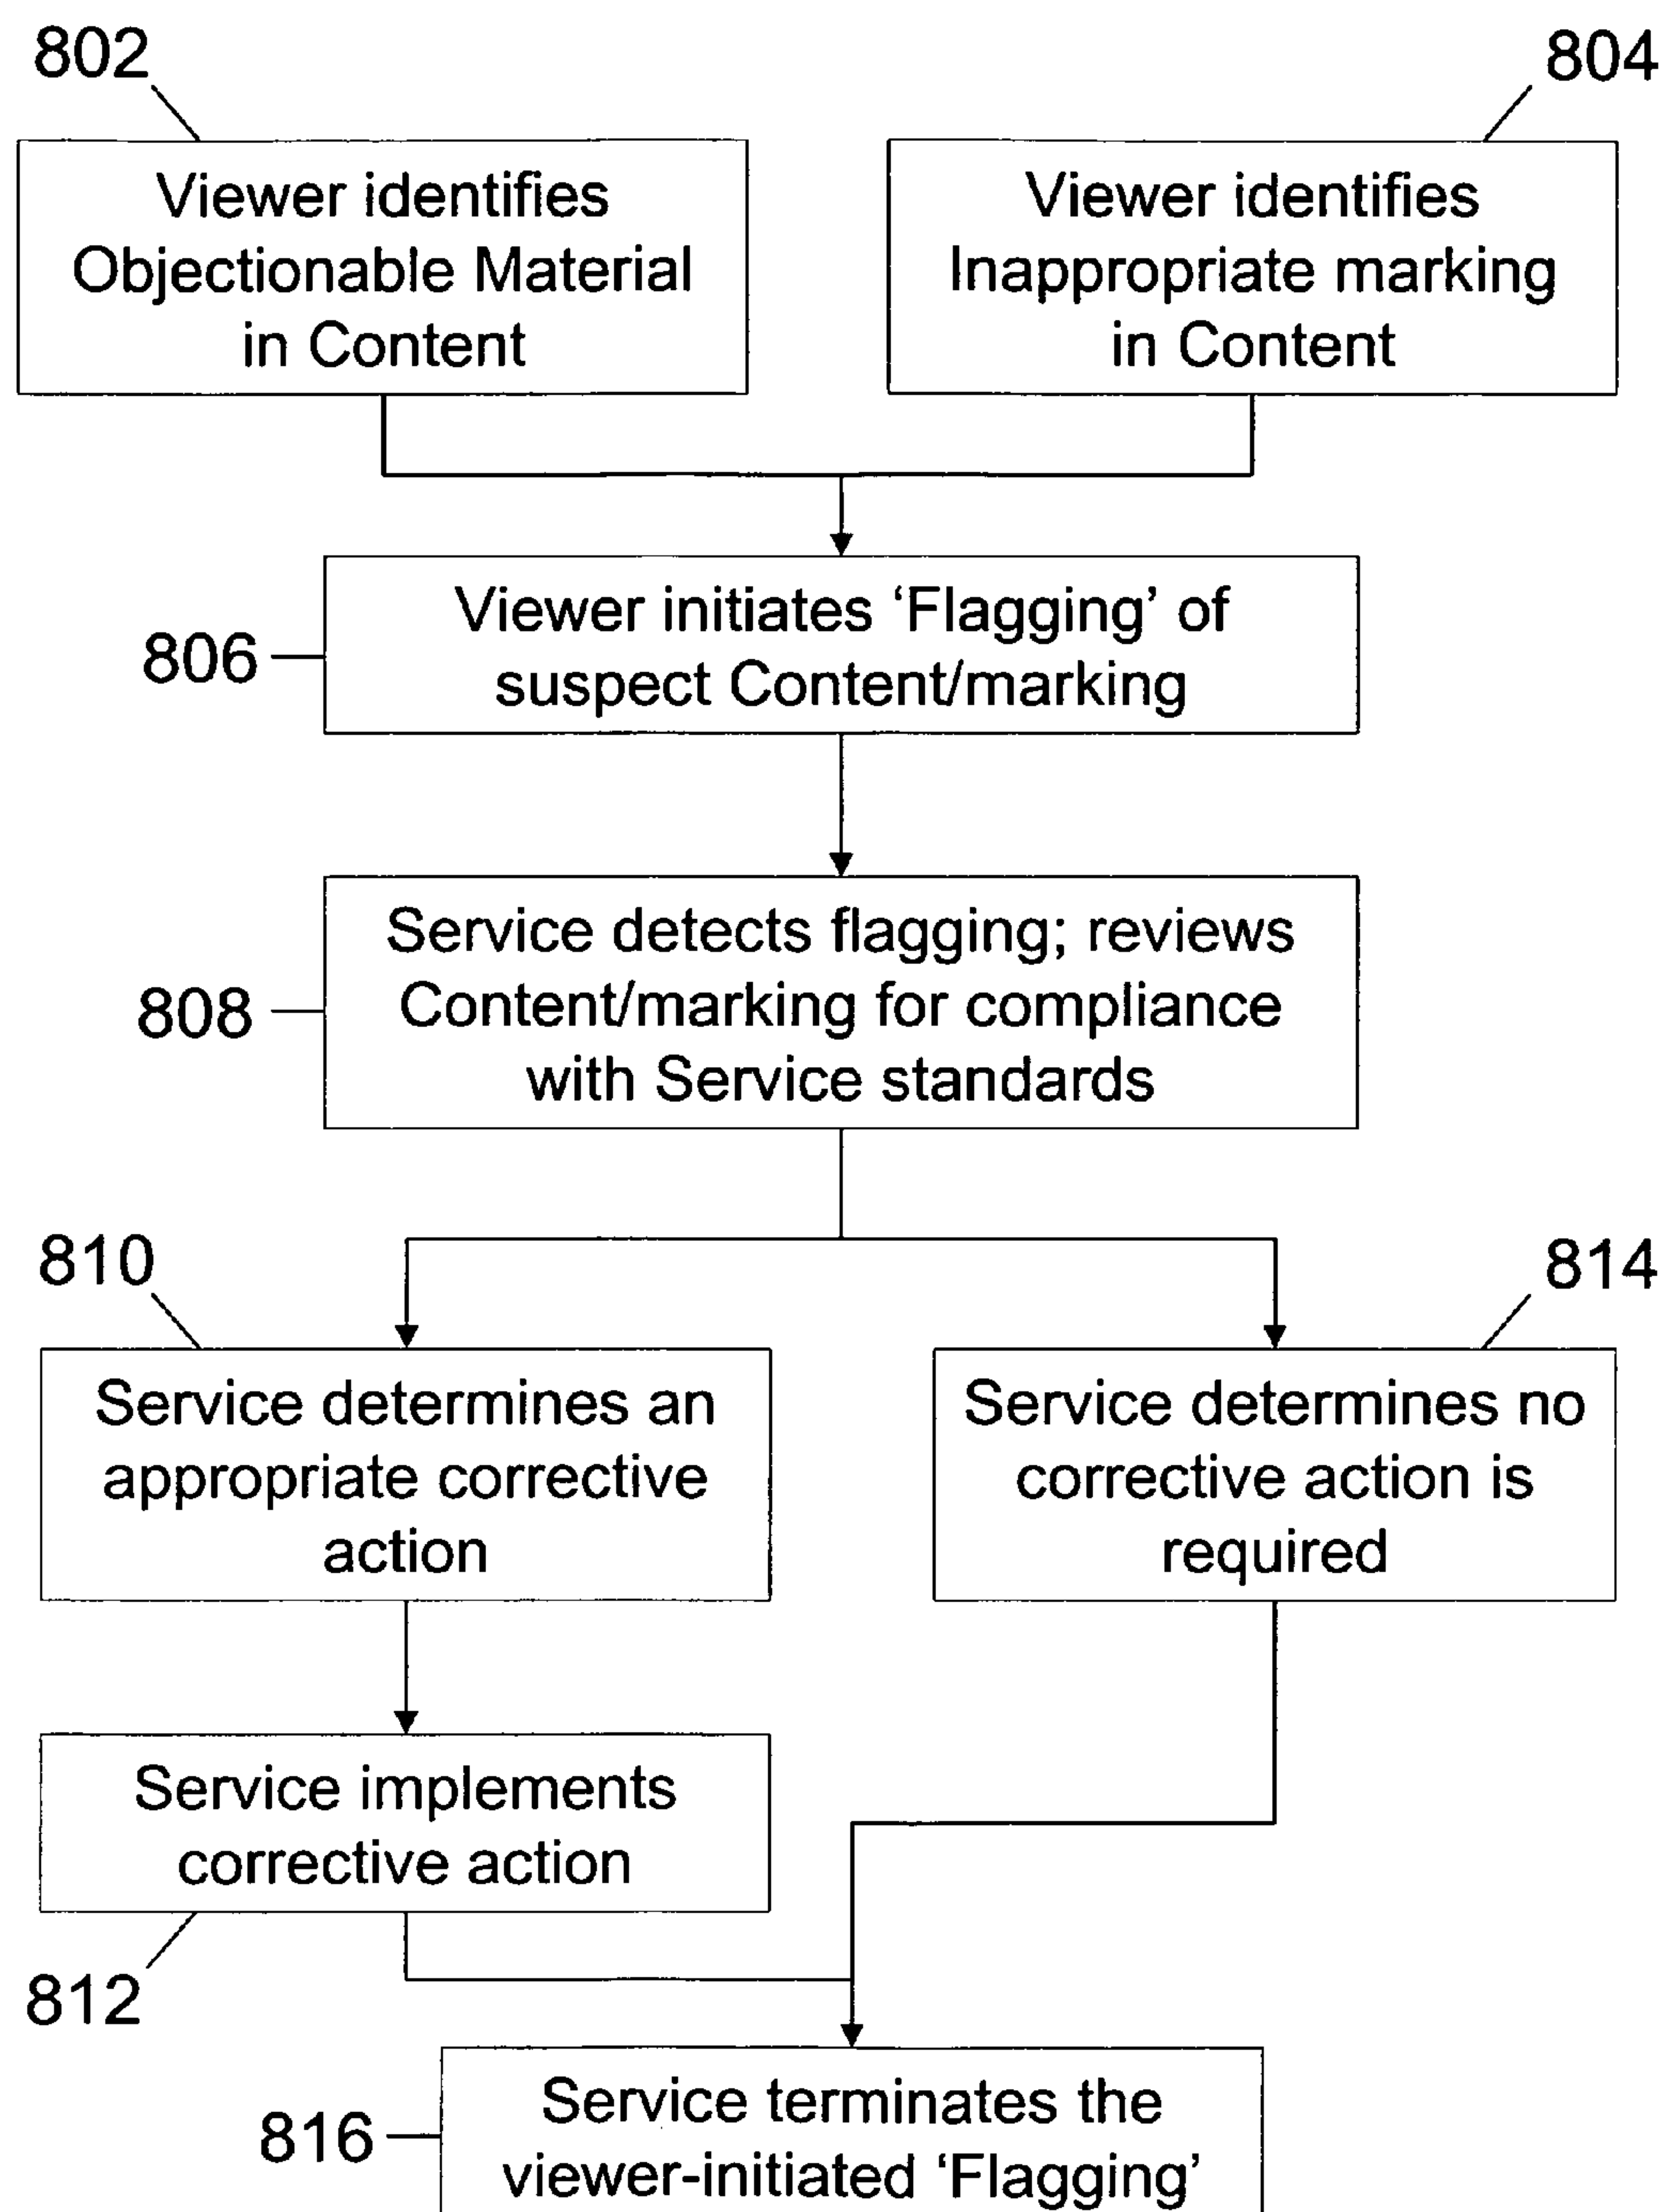 802
804
Viewer identifies
Objectionable Material
in Content
Viewer identifies
Inappropriate marking
in Content
806
Viewer initiates ‘Flagging’ of
suspect Content/marking
808
Service detects flagging; reviews
Content/marking for compliance
with Service standards
810
814
Service determines an
appropriate corrective
action
Service determines no
corrective action is
required
Service implements
corrective action
812
816
Service terminates the
viewer-initiated ‘Flagging’